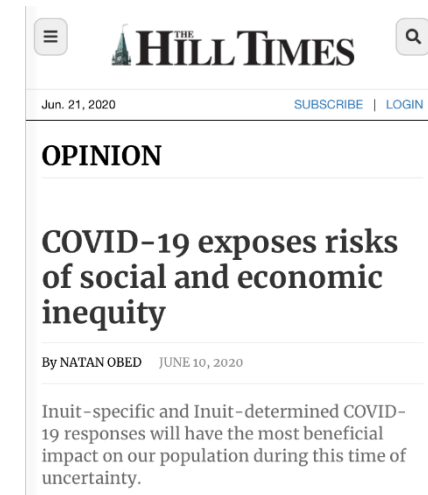 THE HILL TIMES
Jun. 21, 2020 SUBSCRIBE | LOGIN
OPINION
COVID-19 exposes risks
of social and economic
inequity
By NATAN OBED JUNE 10, 2020
Inuit-specific and Inuit-determined COVID-
19 responses will have the most beneficial
impact on our population during this time of
uncertainty.